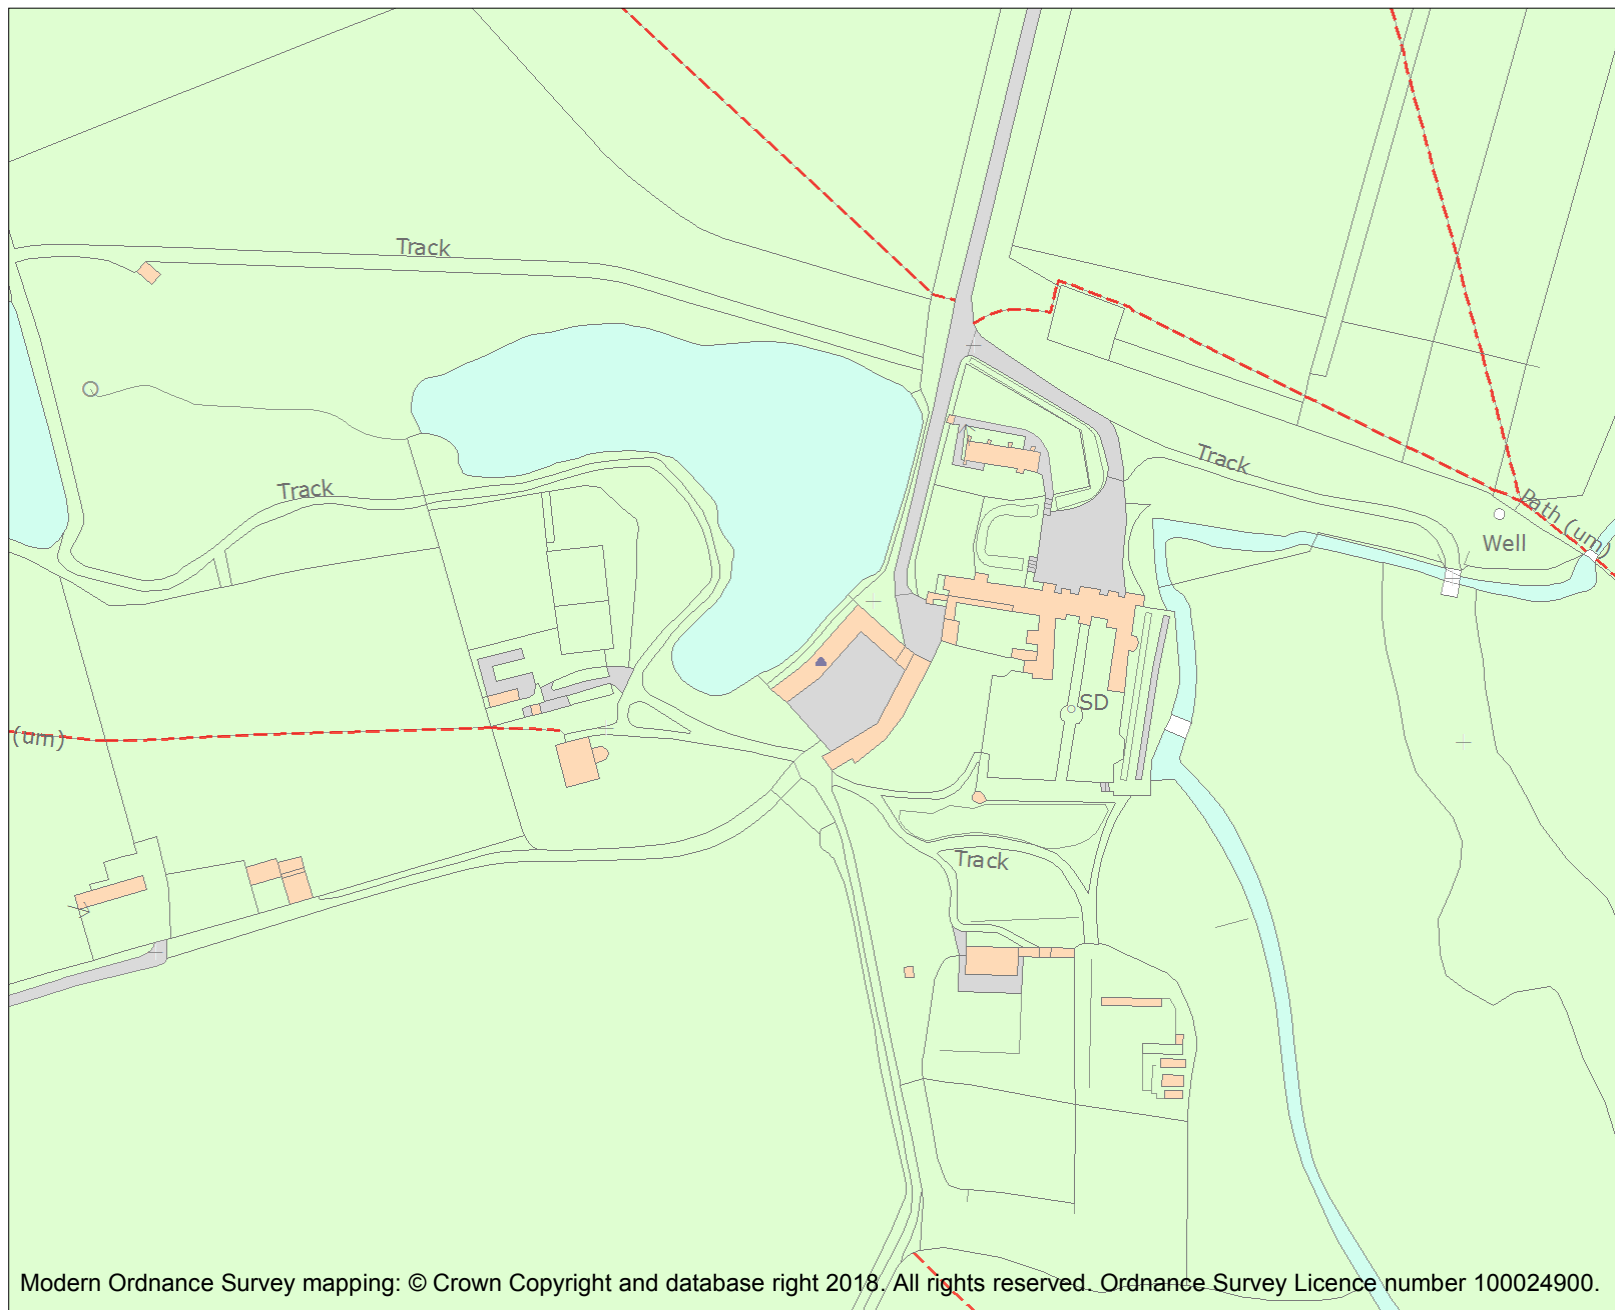 Track
Track
Track
Path (um)
Well
SD
(um)
Track
Modern Ordnance Survey mapping: © Crown Copyright and database right 2018. All rights reserved. Ordnance Survey Licence number 100024900.